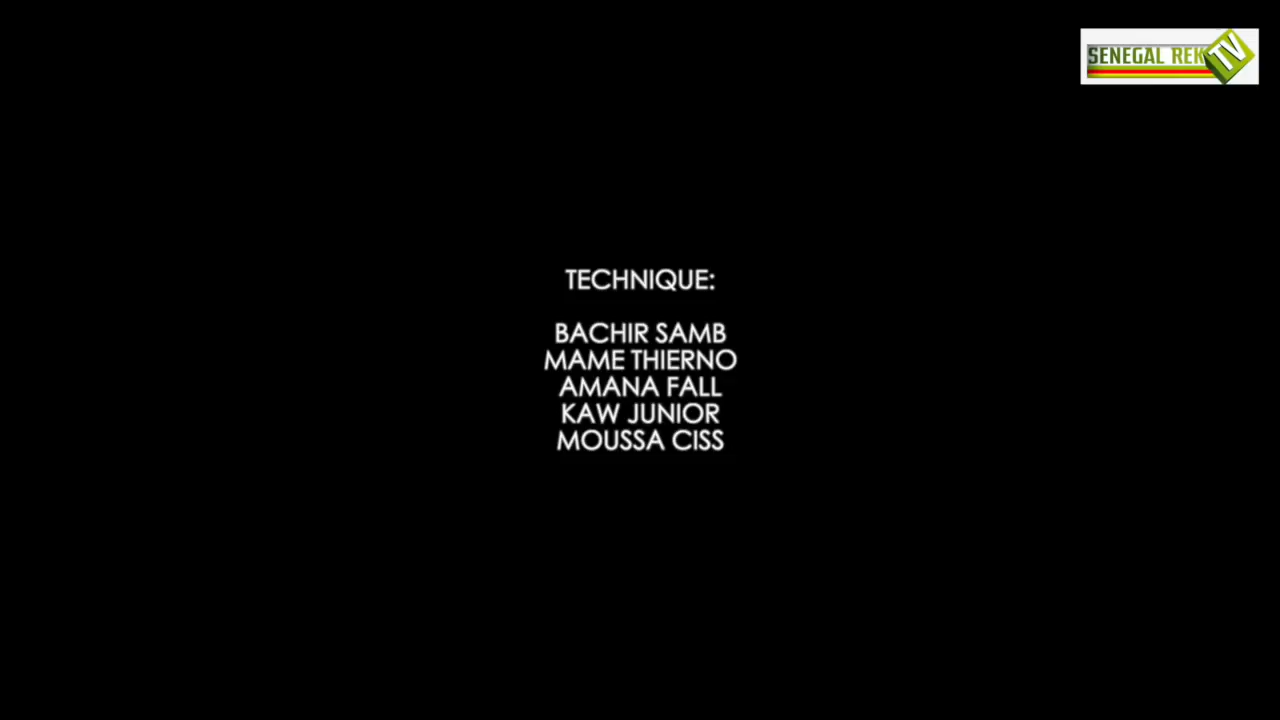 SENEGAL REK TV
TECHNIQUE:
BACHIR SAMB
MAME THIERNO
AMANA FALL
KAW JUNIOR
MOUSSA CISS